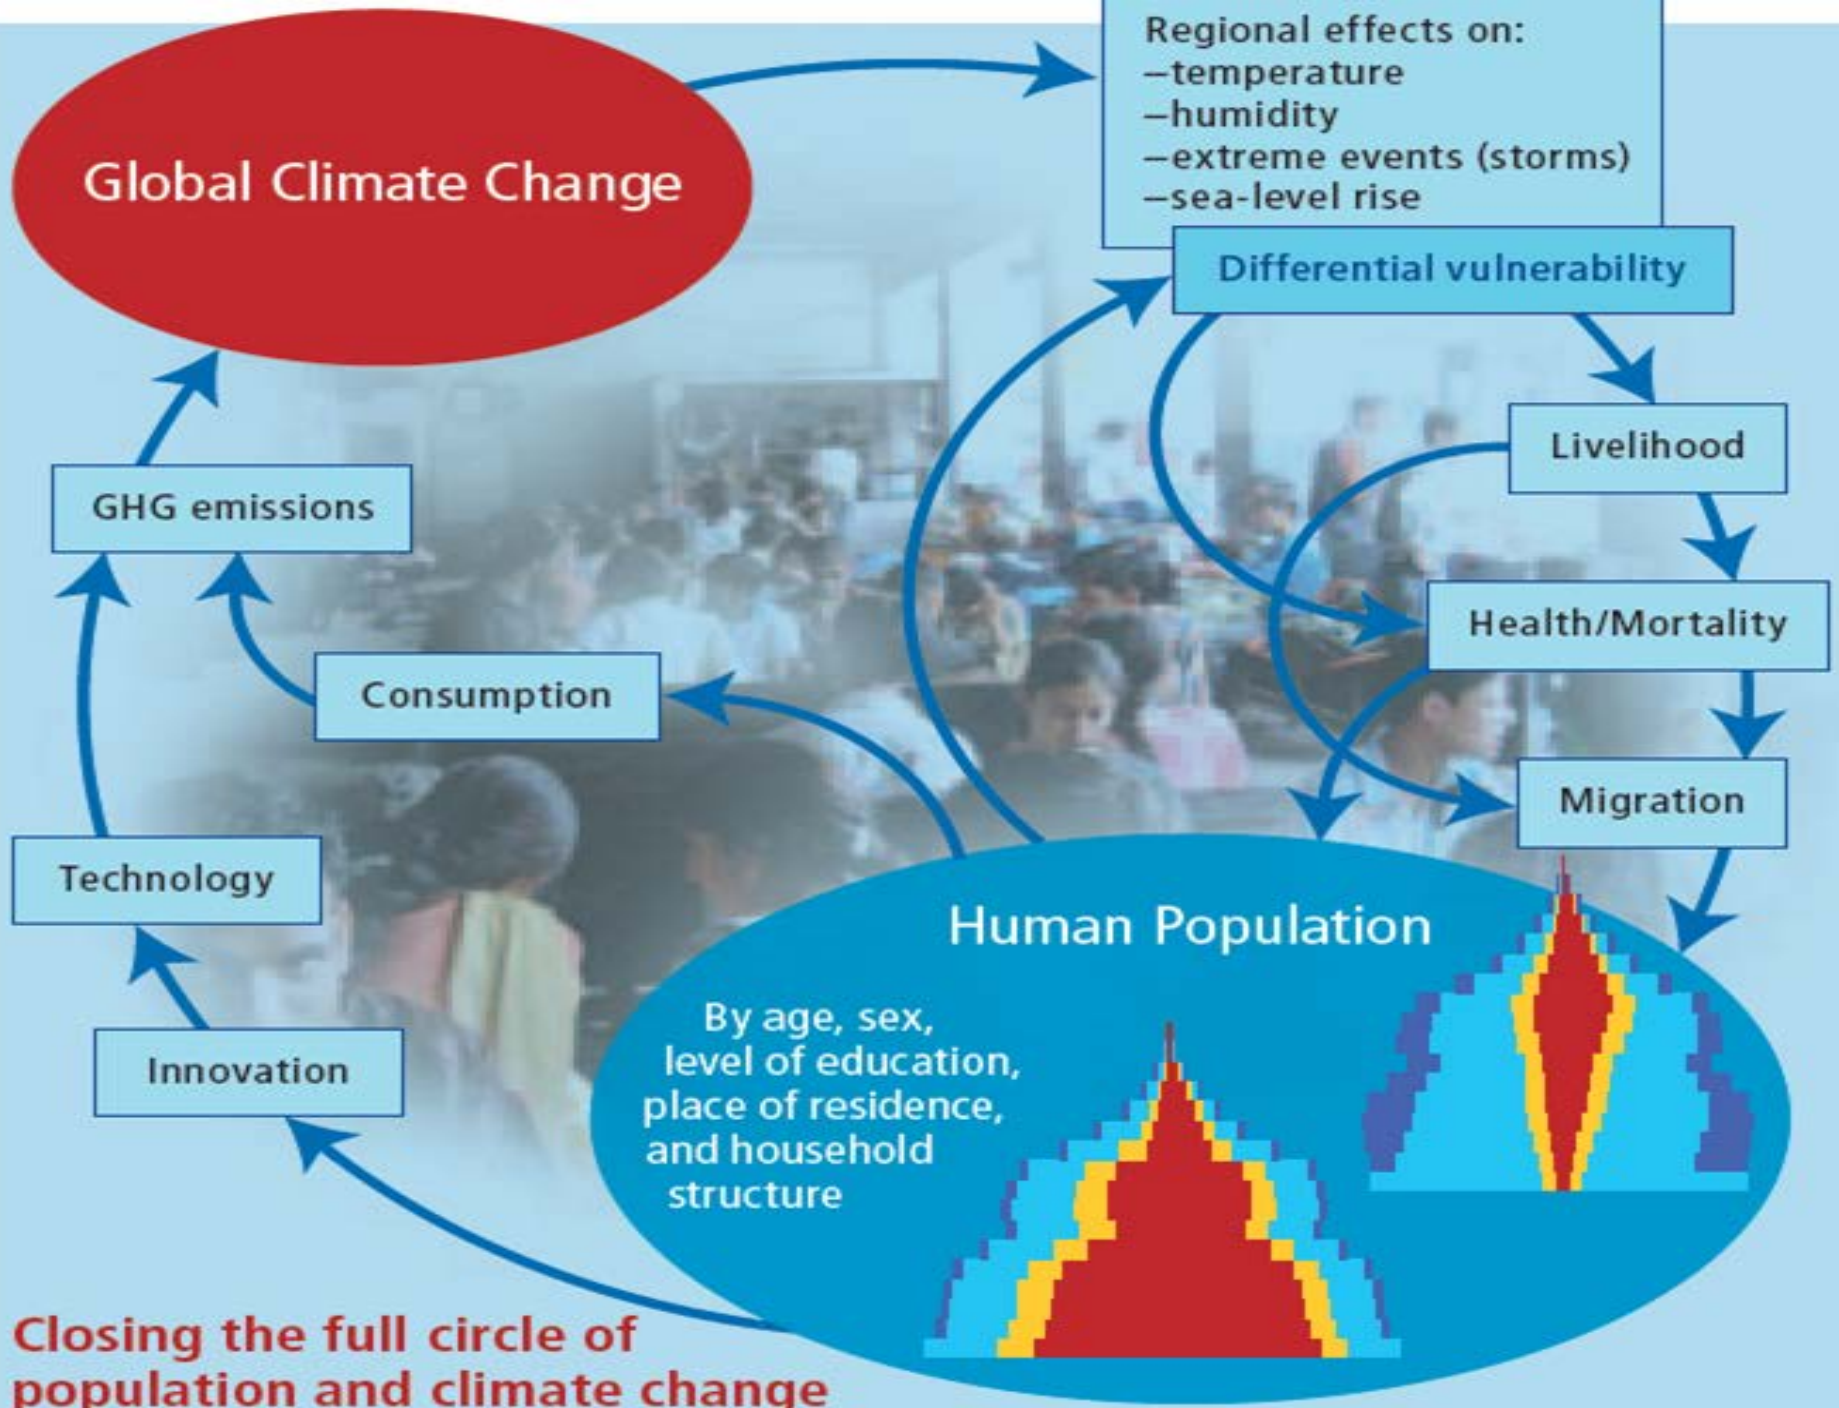 Global Climate Change
Regional effects on:
–temperature
–humidity
–extreme events (storms)
–sea-level rise
Differential vulnerability
Livelihood
GHG emissions
Health/Mortality
Consumption
Migration
Technology
Human Population
By age, sex,
level of education,
place of residence,
and household
structure
Innovation
Closing the full circle of
population and climate change